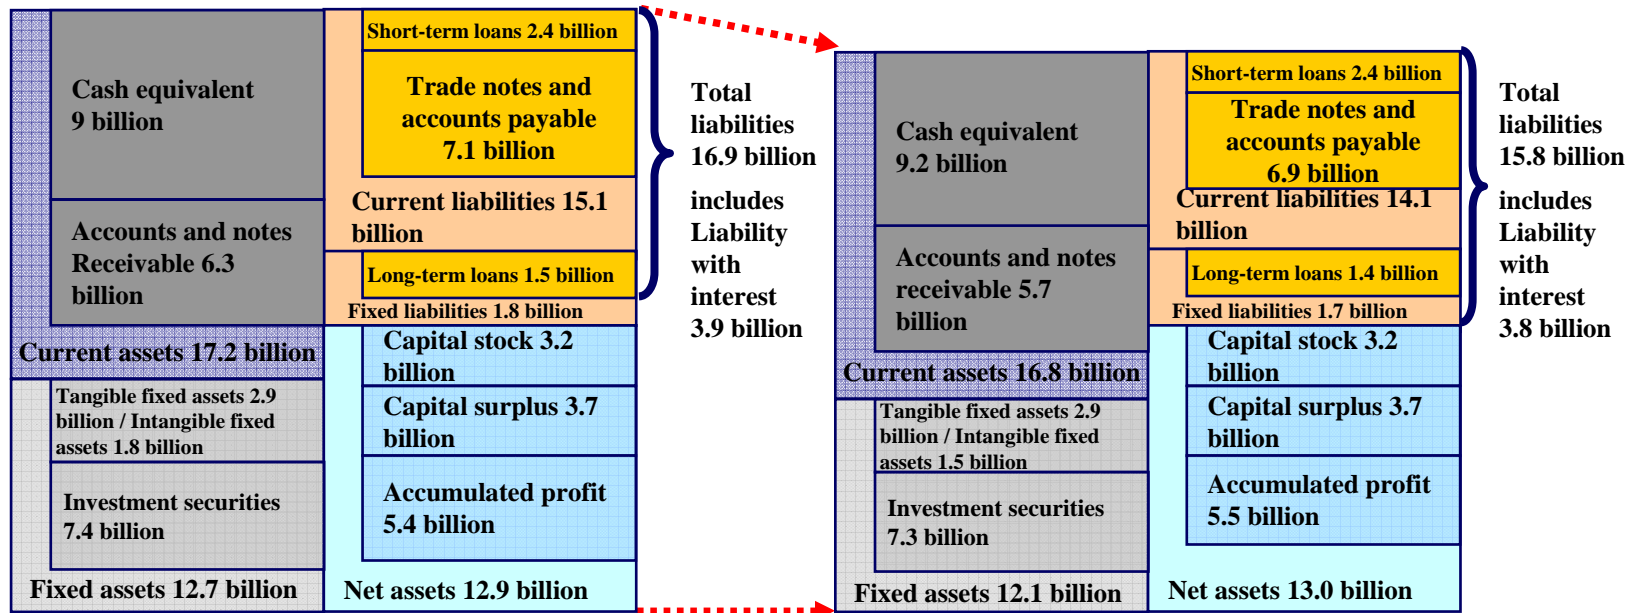 Cash equivalent
9 billion
Accounts and notes
Receivable 6.3
billion
Current assets 17.2 billion
Tangible fixed assets 2.9
billion / Intangible fixed
assets 1.8 billion
Investment securities
7.4 billion
Fixed assets 12.7 billion
Short-term loans 2.4 billion
Trade notes and
accounts payable
7.1 billion
Current liabilities 15.1
billion
Long-term loans 1.5 billion
Fixed liabilities 1.8 billion
Capital stock 3.2
billion
Capital surplus 3.7
billion
Accumulated profit
5.4 billion
Net assets 12.9 billion
Total
liabilities
16.9 billion
includes
Liability
with
interest
3.9 billion
Cash equivalent
9.2 billion
Accounts and notes
receivable 5.7
billion
Current assets 16.8 billion
Tangible fixed assets 2.9
billion / Intangible fixed
assets 1.5 billion
Investment securities
7.3 billion
Fixed assets 12.1 billion
Short-term loans 2.4 billion
Trade notes and
accounts payable
6.9 billion
Current liabilities 14.1
billion
Long-term loans 1.4 billion
Fixed liabilities 1.7 billion
Capital stock 3.2
billion
Capital surplus 3.7
billion
Accumulated profit
5.5 billion
Net assets 13.0 billion
Total
liabilities
15.8 billion
includes
Liability
with
interest
3.8 billion